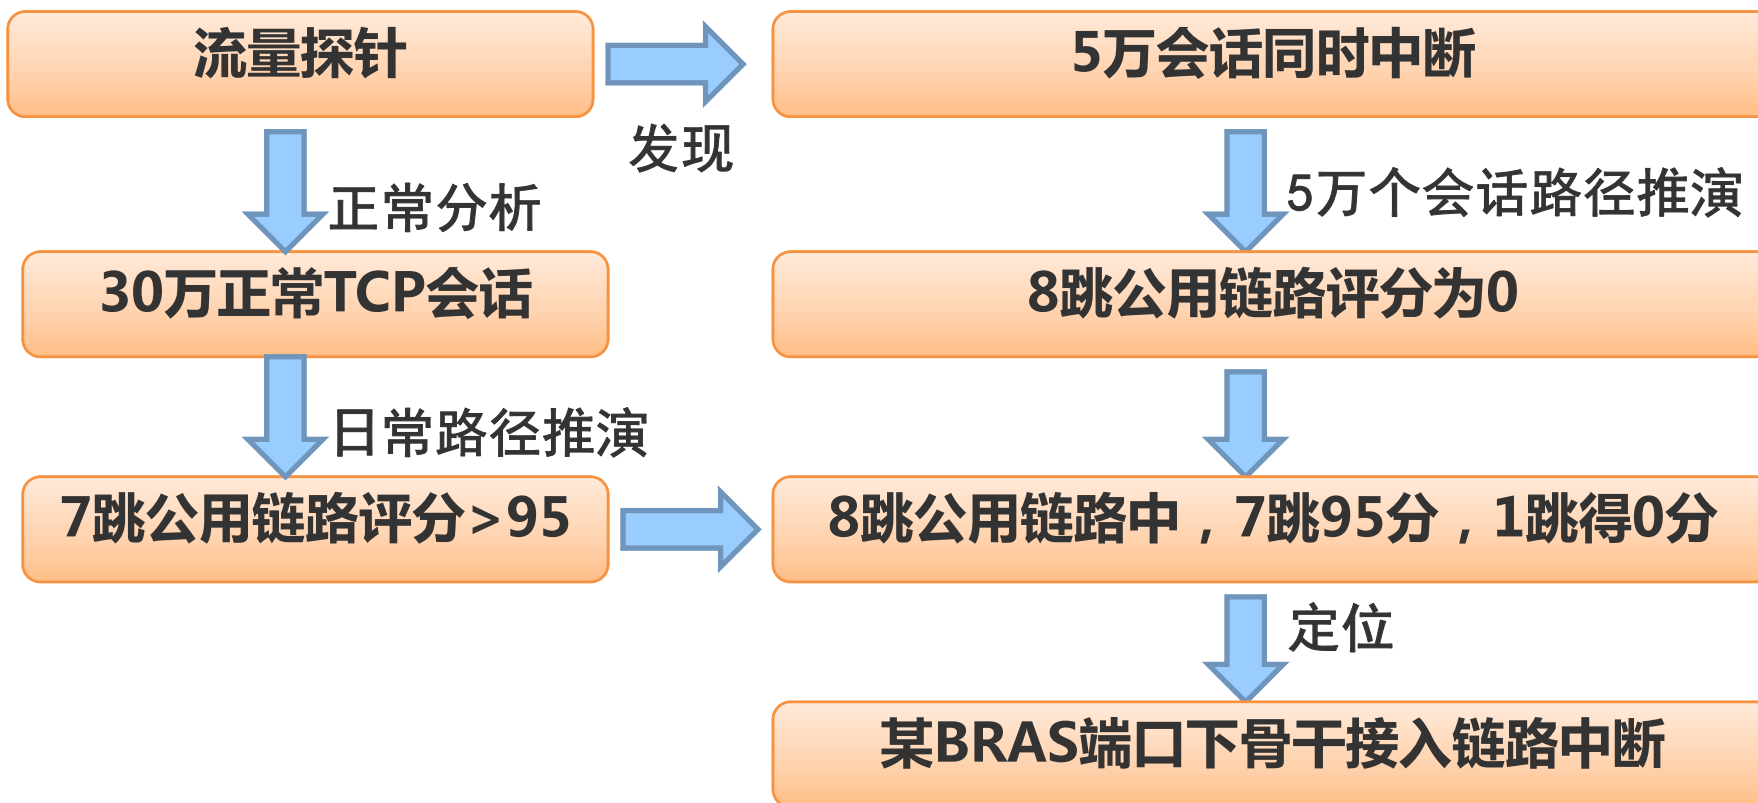 流量探针
5万会话同时中断
发现
正常分析
5万个会话路径推演
30万正常TCP会话
8跳公用链路评分为0
日常路径推演
7跳公用链路评分>95
8跳公用链路中，7跳95分，1跳得0分
定位
某BRAS端口下骨干接入链路中断